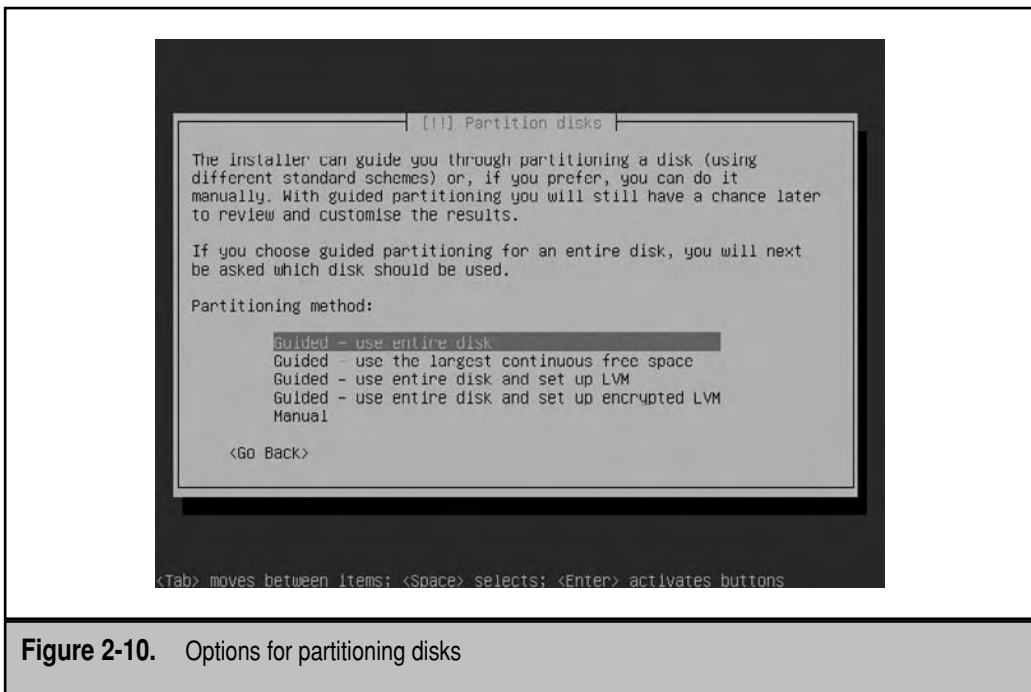 [!!] Partition disks
The installer can guide you through partitioning a disk (using
different standard schemes) or, if you prefer, you can do it
manually. With guided partitioning you will still have a chance later
to review and customise the results.
If you choose guided partitioning for an entire disk, you will next
be asked which disk should be used.
Partitioning method:
Guided - use entire disk
Guided - use the largest continuous free space
Guided - use entire disk and set up LVM
Guided - use entire disk and set up encrypted LVM
Manual
<Go Back>
<Tab> moves between items; <Space> selects; <Enter> activates buttons
Figure 2-10. Options for partitioning disks